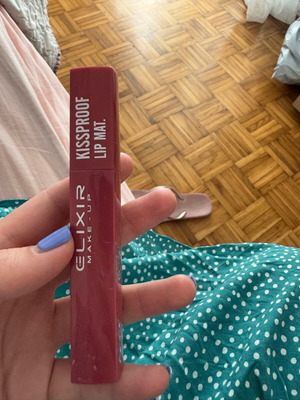 KISSPROOF
LIP MAT.
ELIXIR
MAKE-UP